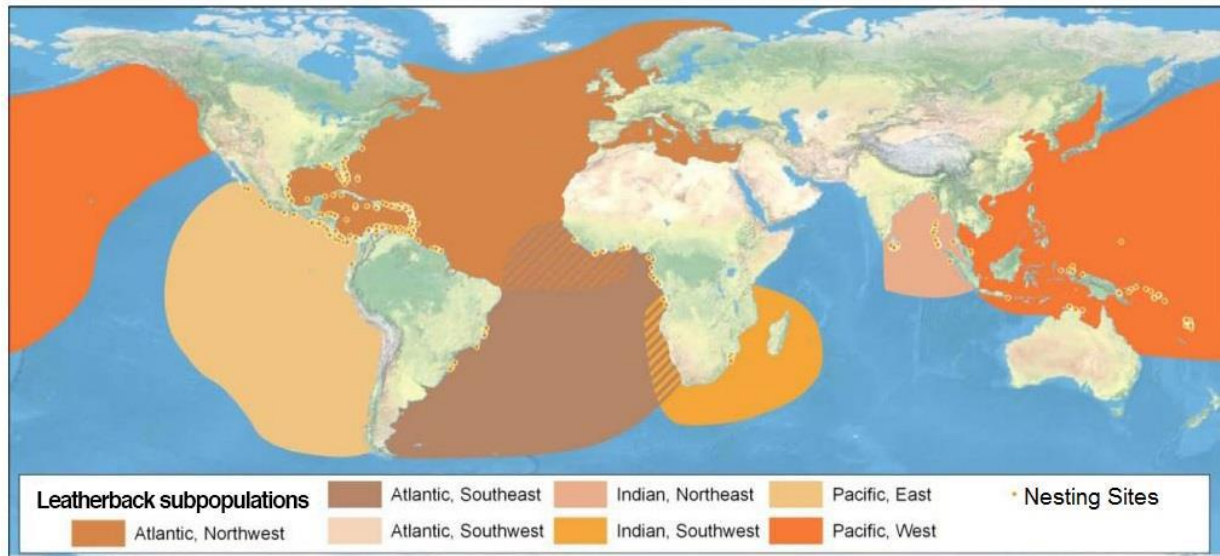 Leatherback subpopulations
Atlantic, Northwest
Atlantic, Southeast
Atlantic, Southwest
Indian, Northeast
Indian, Southwest
Pacific, East
Pacific, West
Nesting Sites